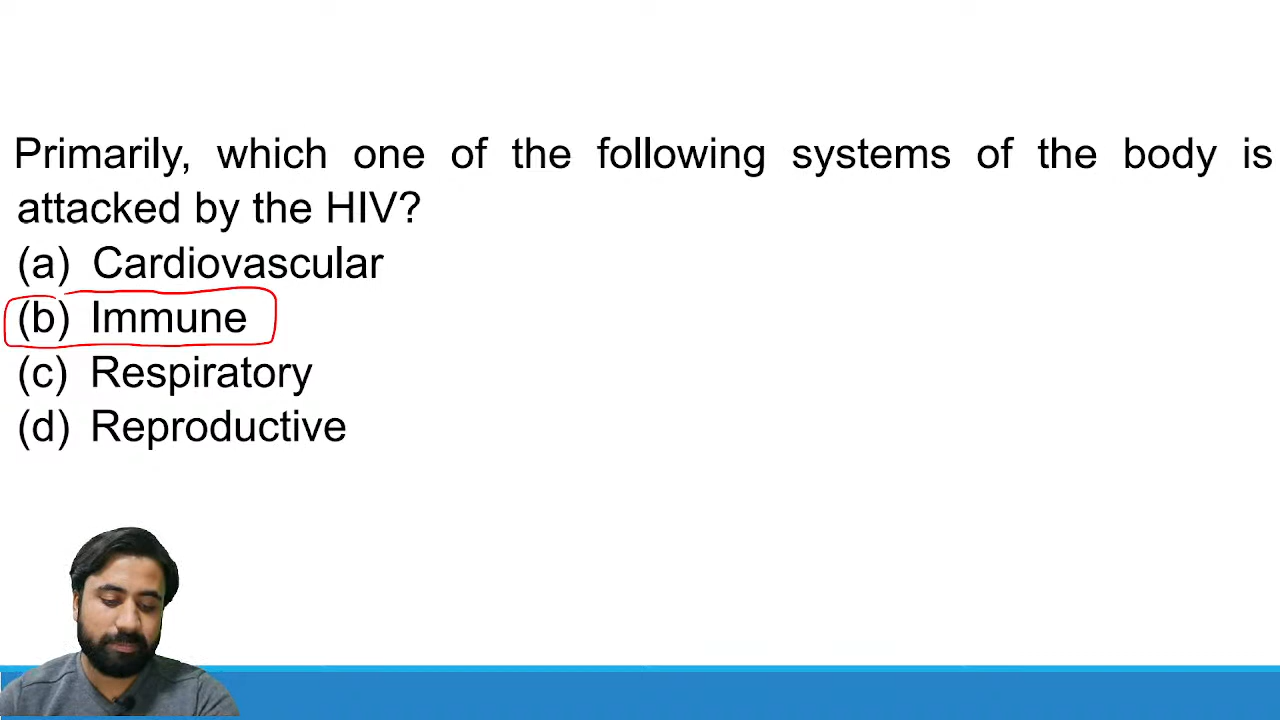 Primarily, which one of the following systems of the body is
attacked by the HIV?
(a) Cardiovascular
(b) Immune
(c) Respiratory
(d) Reproductive